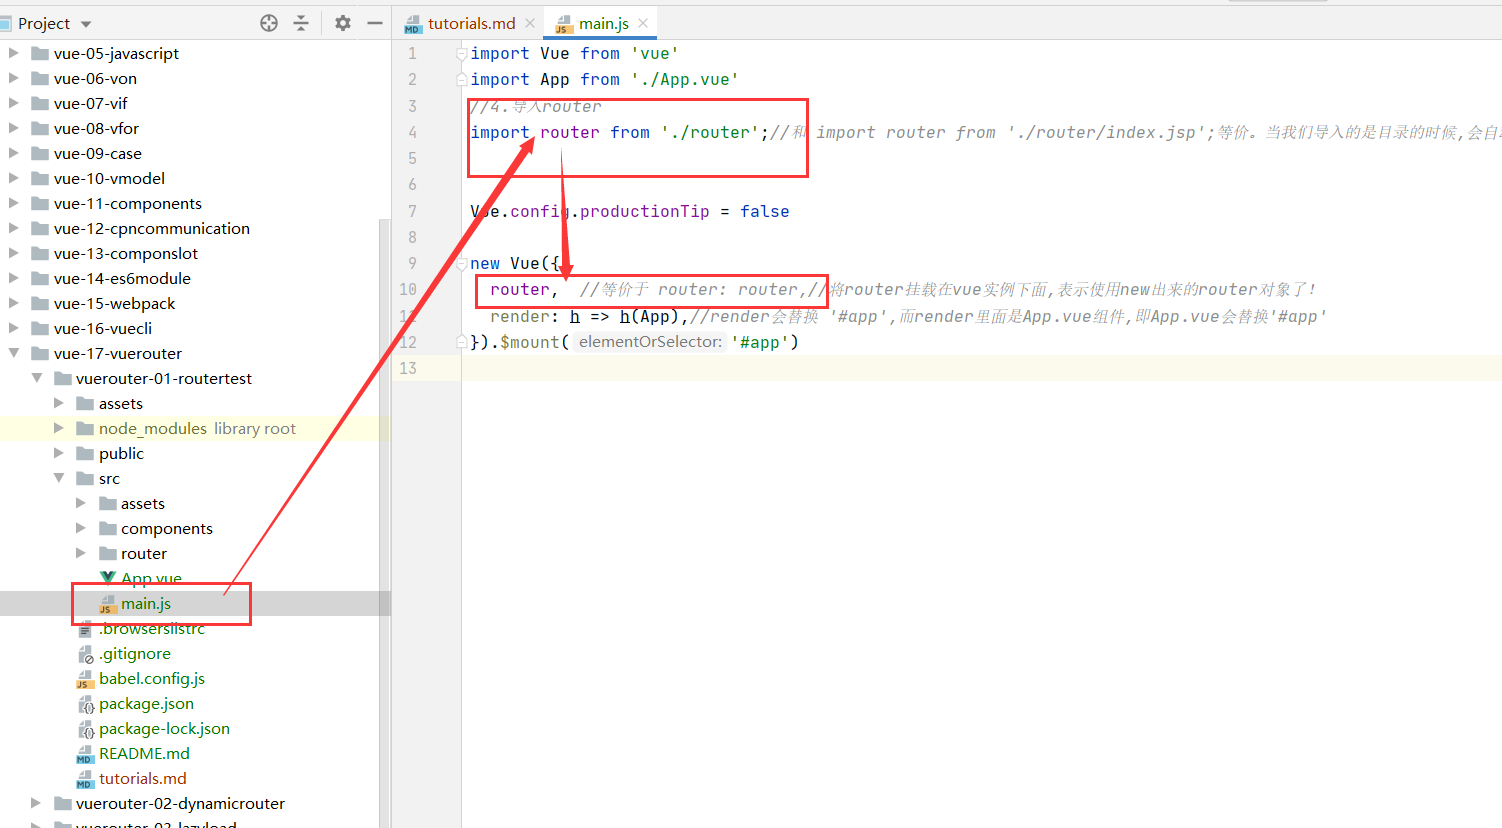 Project
tutorials.md
main.js
vue-05-javascript
vue-06-von
vue-07-vif
vue-08-vfor
vue-09-case
vue-10-vmodel
vue-11-components
vue-12-cpncommunication
vue-13-componslot
vue-14-es6module
vue-15-webpack
vue-16-vuecli
vue-17-vuerouter
vuerouter-01-routertest
assets
node_modules library root
public
src
assets
components
router
App.vue
main.js
.browserslistrc
.gitignore
babel.config.js
package.json
package-lock.json
README.md
tutorials.md
vuerouter-02-dynamicrouter
vuerouter-03-lazyload
1 import Vue from 'vue'
2 import App from './App.vue'
3 //4.导入router
4 import router from './router';//和 import router from './router/index.jsp';等价。当我们导入的是目录的时候,会自
5
6
7 Vue.config.productionTip = false
8
9 new Vue({
10 router, //等价于 router: router,//将router挂载在vue实例下面,表示使用new出来的router对象了!
11 render: h => h(App),//render会替换 '#app',而render里面是App.vue组件,即App.vue会替换'#app'
12 }).$mount( elementOrSelector: '#app')
13